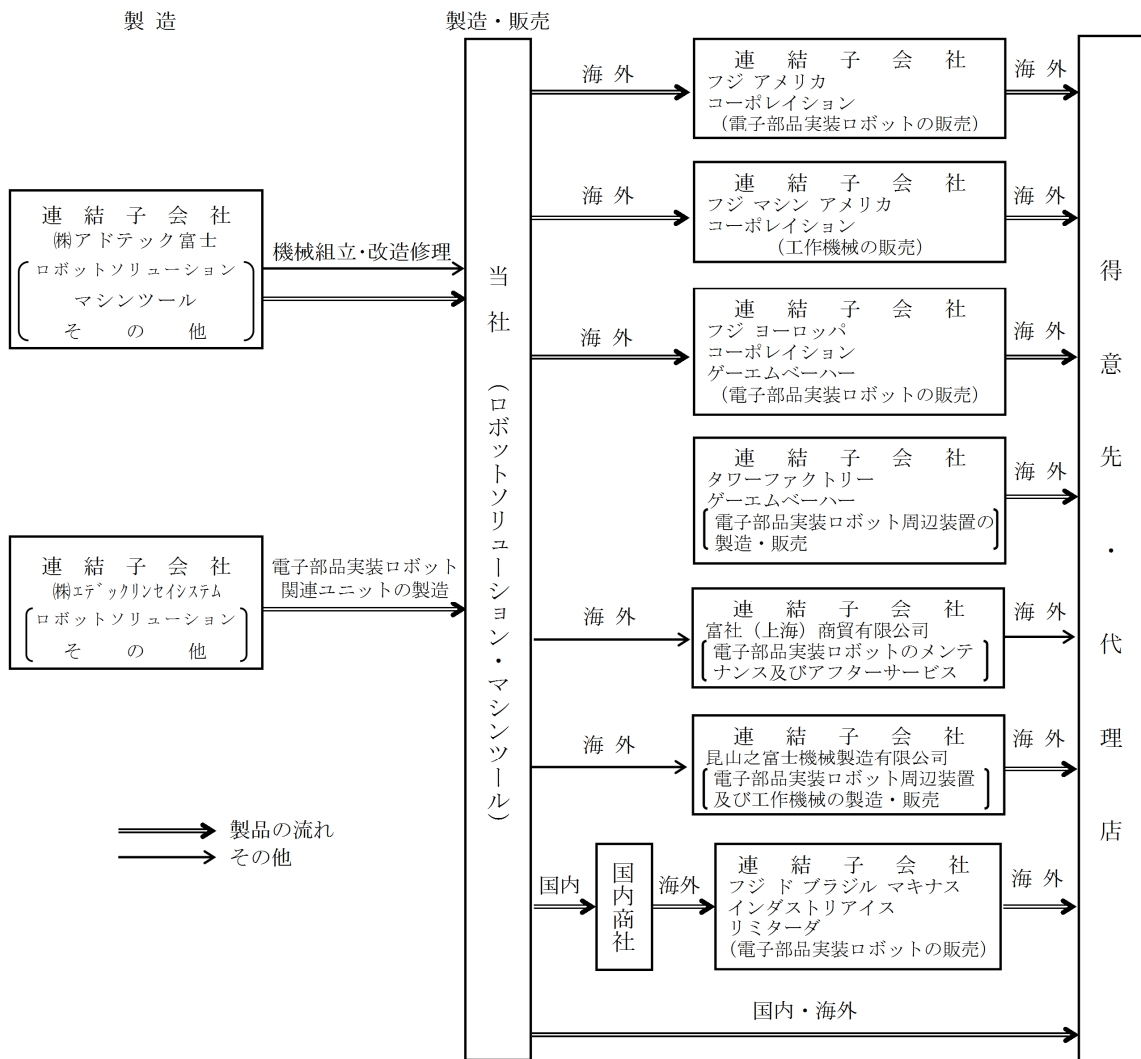 製 造
製造・販売
連 結 子 会 社
㈱アドテック富士
ロボットソリューション
マシンツール
そ の 他
機械組立・改造修理
連 結 子 会 社
㈱エデックリンセイシステム
ロボットソリューション
そ の 他
電子部品実装ロボット
関連ユニットの製造
製品の流れ
その他
当社 (ロボットソリューション・マシンツール)
海 外
連 結 子 会 社
フジ アメリカ
コーポレイション
(電子部品実装ロボットの販売)
海 外
海 外
連 結 子 会 社
フジ マシン アメリカ
コーポレイション
(工作機械の販売)
海 外
海 外
連 結 子 会 社
フジ ヨーロッパ
コーポレイション
ゲーエムベーハー
(電子部品実装ロボットの販売)
海 外
連 結 子 会 社
タワーファクトリー
ゲーエムベーハー
電子部品実装ロボット周辺装置の
製造・販売
海 外
海 外
連 結 子 会 社
富社(上海)商貿有限公司
電子部品実装ロボットのメンテ
ナンス及びアフターサービス
海 外
海 外
連 結 子 会 社
昆山之富士機械製造有限公司
電子部品実装ロボット周辺装置
及び工作機械の製造・販売
海 外
国内
国内商社
海外
連 結 子 会 社
フジ ド ブラジル マキナス
インダストリアイス
リミターダ
(電子部品実装ロボットの販売)
海 外
国内・海外
得意先・代理店